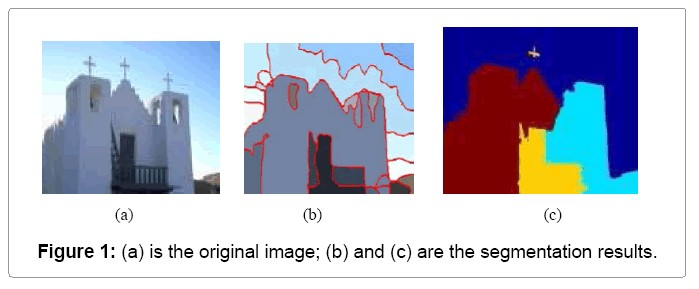 (a) (b) (c)
Figure 1: (a) is the original image; (b) and (c) are the segmentation results.